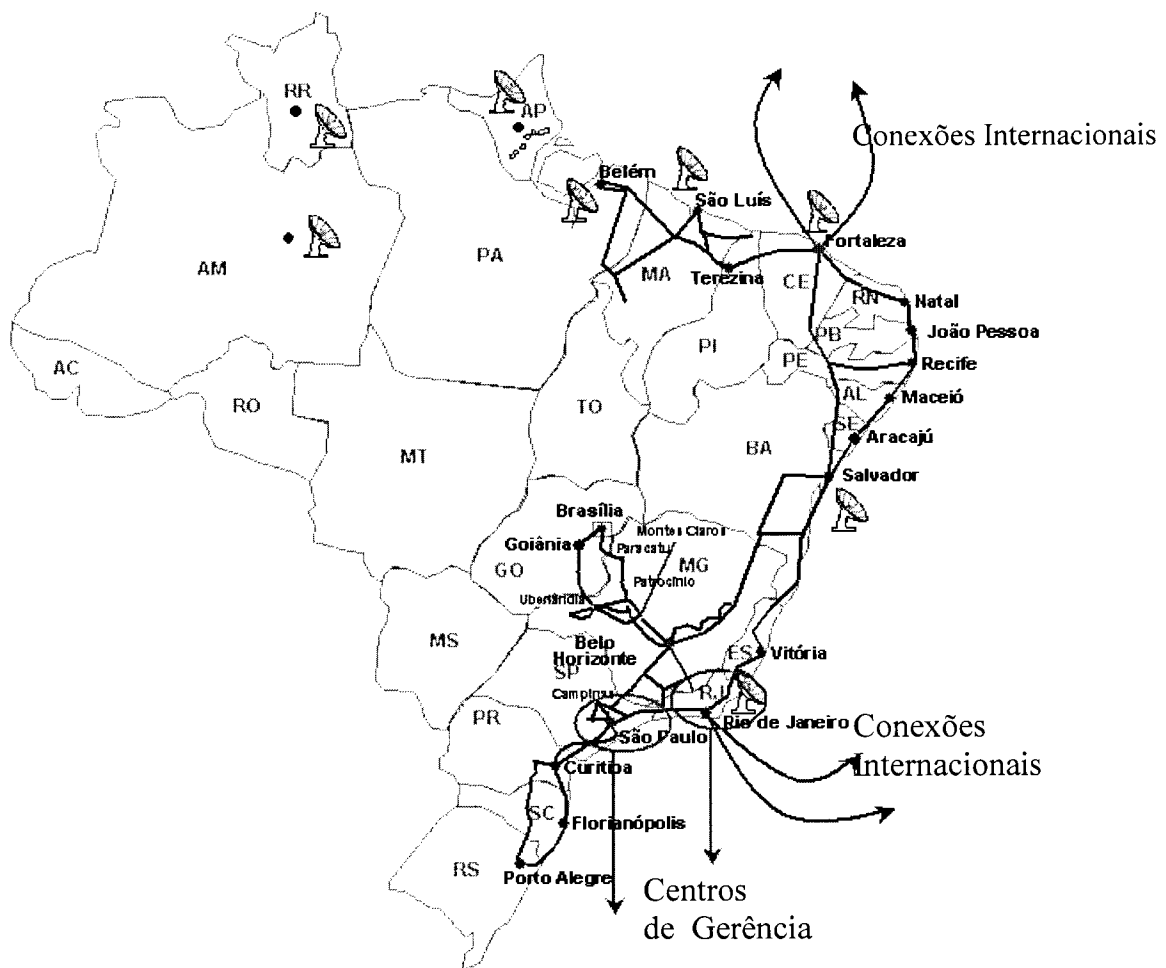 RR
AP
Conexões Internacionais
Belém
São Luís
Fortaleza
AM
PA
MA
Terezina
CE
RN
Natal
PB
João Pessoa
AC
PI
PE
Recife
RO
TO
AL
Maceió
SE
Aracajú
MT
BA
Salvador
Brasília
Montes Claros
Goiânia
Paracatu
GO
MG
Patrocínio
Uberlândia
MS
Belo
Horizonte
ES
Vitória
SP
Campinas
RJ
PR
Rio de Janeiro
São Paulo
Conexões
Internacionais
Curitiba
SC
Florianópolis
RS
Porto Alegre
Centros
de Gerência